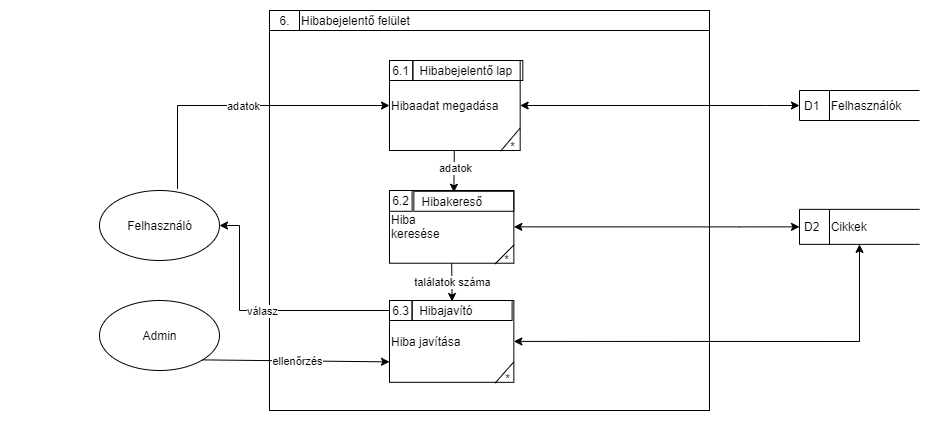 6. Hibabejelentő felület
6.1 Hibabejelentő lap
adatok
Hibaadat megadása
D1 Felhasználók
*
adatok
6.2 Hibakereső
Hiba
keresése
Felhasználó
D2 Cikkek
*
találatok száma
válasz
6.3 Hibajavító
Admin
Hiba javítása
ellenőrzés
*